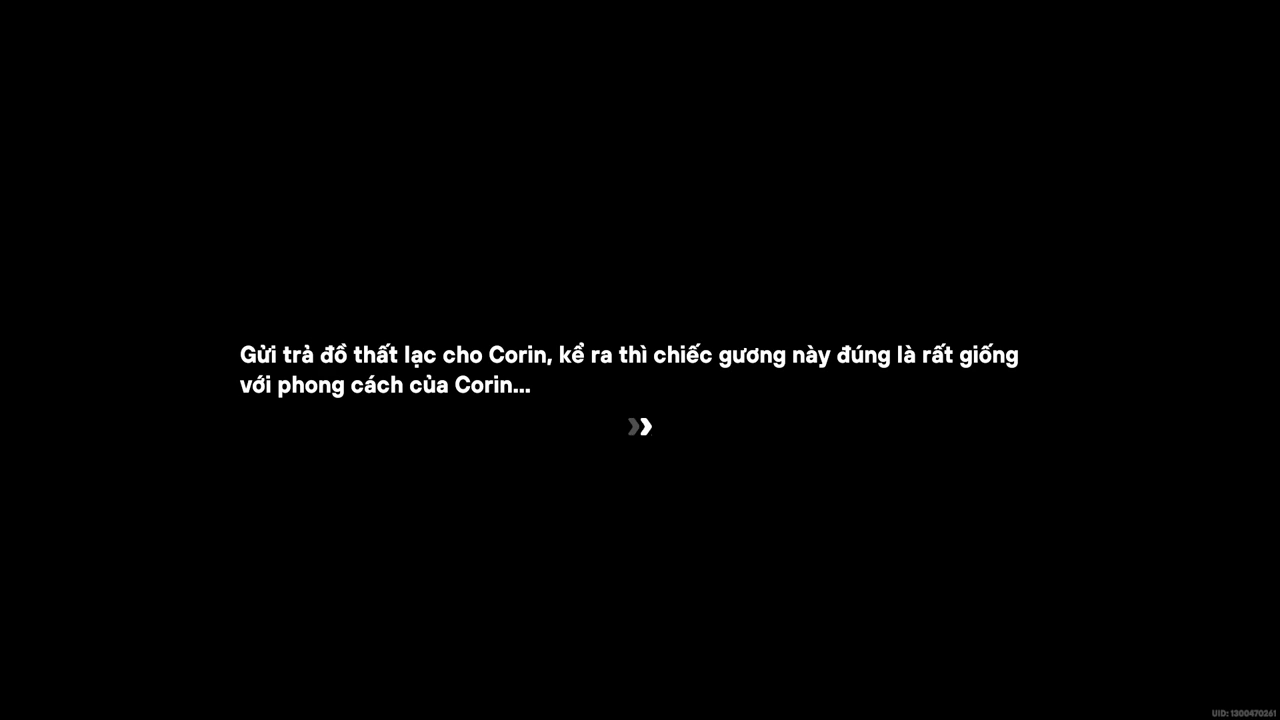 Gửi trả đồ thất lạc cho Corin, kể ra thì chiếc gương này đúng là rất giống
với phong cách của Corin...
UID: 1300470261